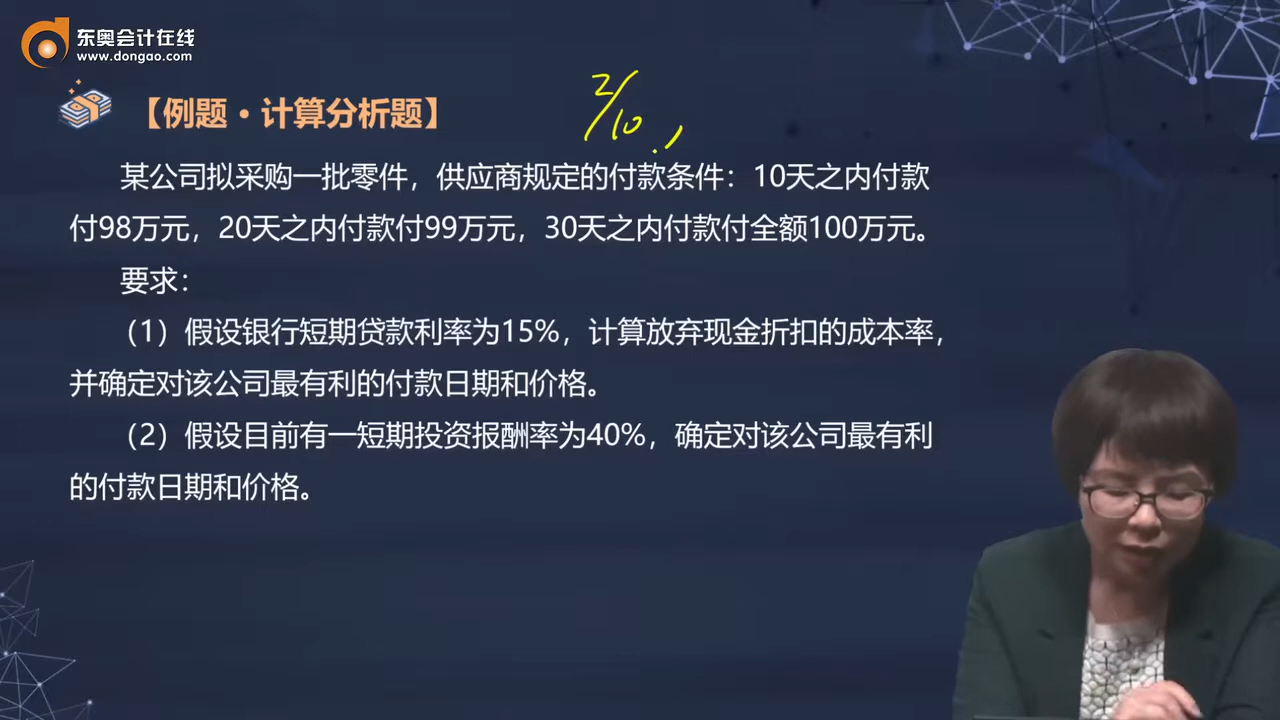 东奥会计在线
www.dongao.com
2/10,
【例题·计算分析题】
某公司拟采购一批零件，供应商规定的付款条件：10天之内付款
付98万元，20天之内付款付99万元，30天之内付款付全额100万元。
要求：
（1）假设银行短期贷款利率为15%，计算放弃现金折扣的成本率，
并确定对该公司最有利的付款日期和价格。
（2）假设目前有一短期投资报酬率为40%，确定对该公司最有利
的付款日期和价格。